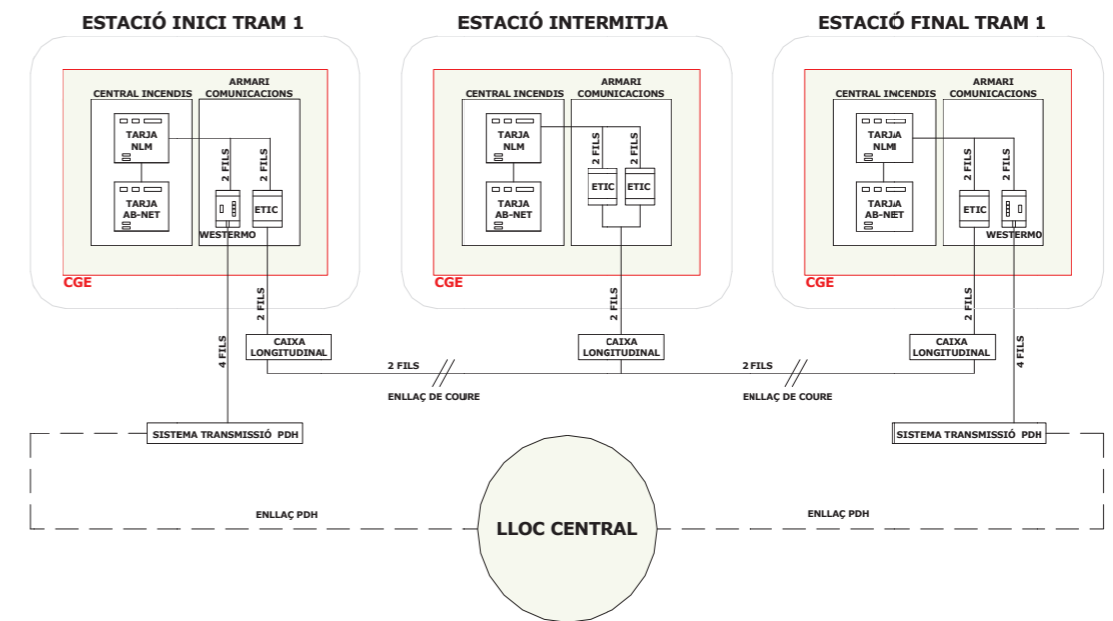 ESTACIÓ INICI TRAM 1
CENTRAL INCENDIS
ARMARI
COMUNICACIONS
TARJA
NLM
TARJA
AB-NET
2 FILS
2 FILS
ETIC
WESTERMO
CGE
4 FILS
2 FILS
CAIXA
LONGITUDINAL
ESTACIÓ INTERMITJA
CENTRAL INCENDIS
ARMARI
COMUNICACIONS
TARJA
NLM
TARJA
AB-NET
2 FILS
2 FILS
ETIC
ETIC
CGE
2 FILS
CAIXA
LONGITUDINAL
ESTACIÓ FINAL TRAM 1
CENTRAL INCENDIS
ARMARI
COMUNICACIONS
TARJA
NLM
TARJA
AB-NET
2 FILS
2 FILS
ETIC
WESTERMO
CGE
2 FILS
4 FILS
CAIXA
LONGITUDINAL
2 FILS
ENLLAÇ DE COURE
2 FILS
ENLLAÇ DE COURE
SISTEMA TRANSMISSIÓ PDH
SISTEMA TRANSMISSIÓ PDH
ENLLAÇ PDH
ENLLAÇ PDH
LLOC CENTRAL